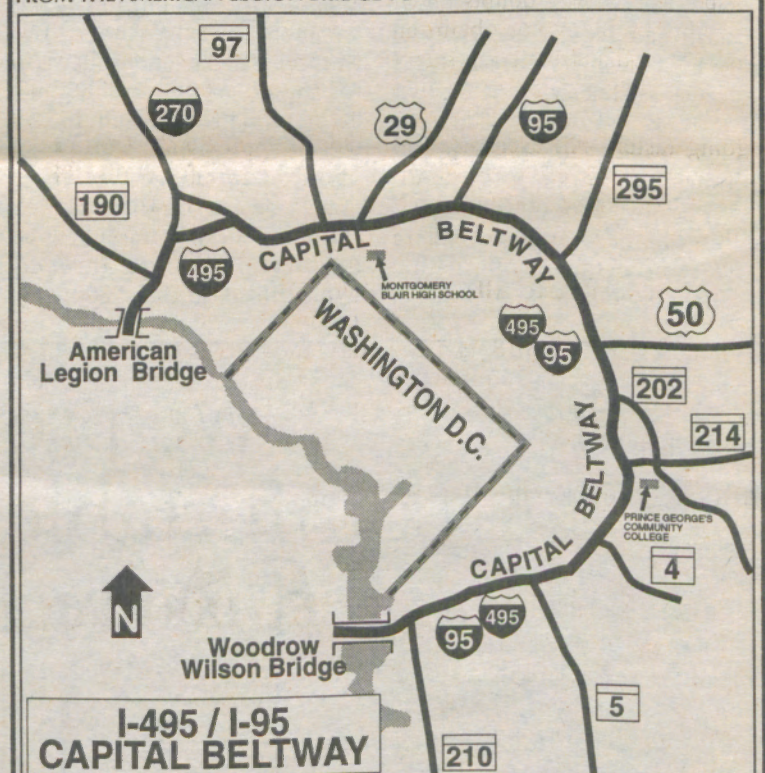 97
270
29
95
295
190
CAPITAL BELTWAY
495
MONTGOMERY
BLAIR HIGH SCHOOL
50
495
95
American
Legion Bridge
WASHINGTON D.C.
202
214
CAPITAL BELTWAY
PRINCE GEORGE'S
COMMUNITY
COLLEGE
4
N
495
95
Woodrow
Wilson Bridge
5
I-495 / I-95
CAPITAL BELTWAY
210